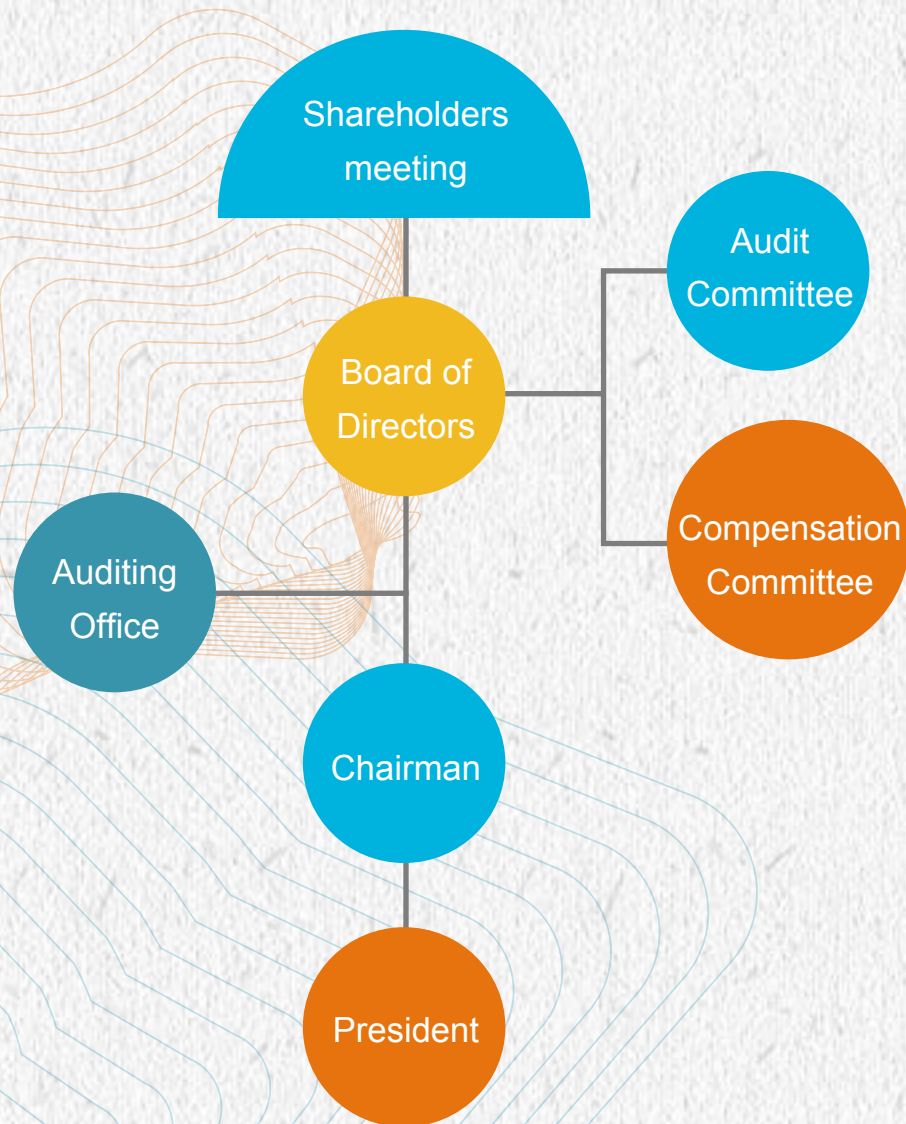 Shareholders
meeting
Audit
Committee
Board of
Directors
Compensation
Committee
Auditing
Office
Chairman
President